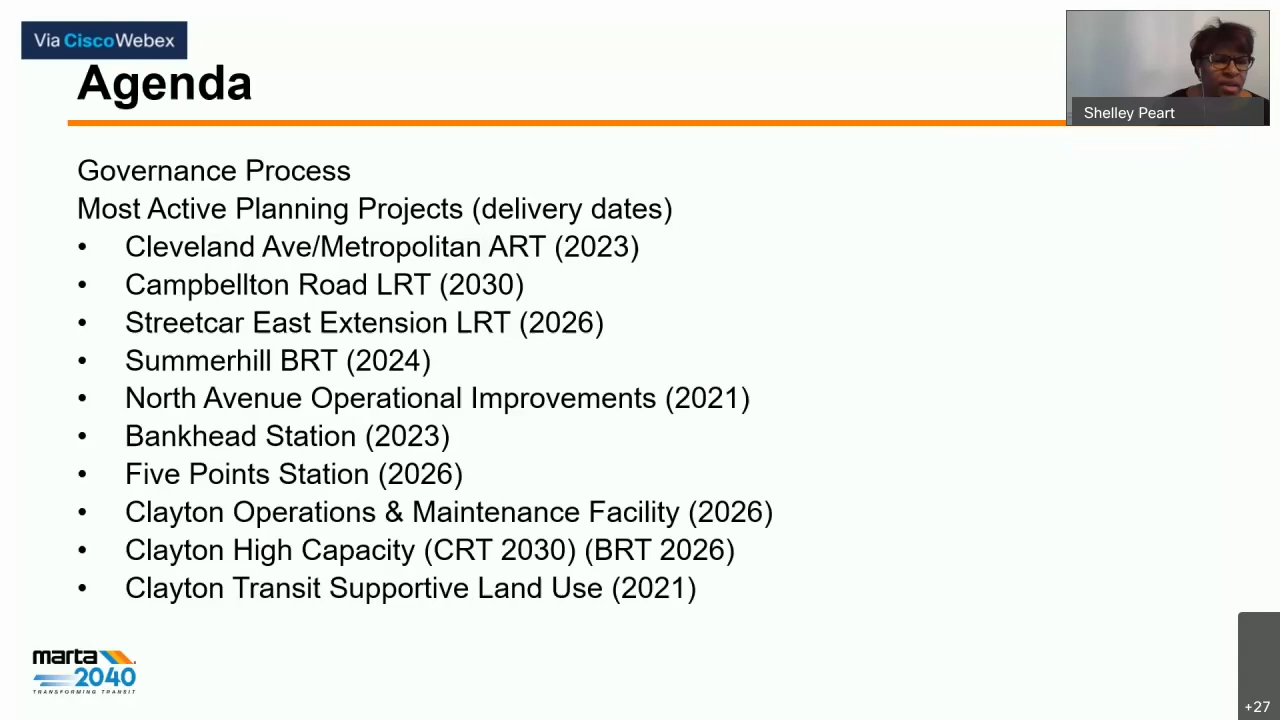 Via Cisco Webex
Agenda
Shelley Peart
Governance Process
Most Active Planning Projects (delivery dates)
• Cleveland Ave/Metropolitan ART (2023)
• Campbellton Road LRT (2030)
• Streetcar East Extension LRT (2026)
• Summerhill BRT (2024)
• North Avenue Operational Improvements (2021)
• Bankhead Station (2023)
• Five Points Station (2026)
• Clayton Operations & Maintenance Facility (2026)
• Clayton High Capacity (CRT 2030) (BRT 2026)
• Clayton Transit Supportive Land Use (2021)
marta
2040
TRANSFORMING TRANSIT
+27